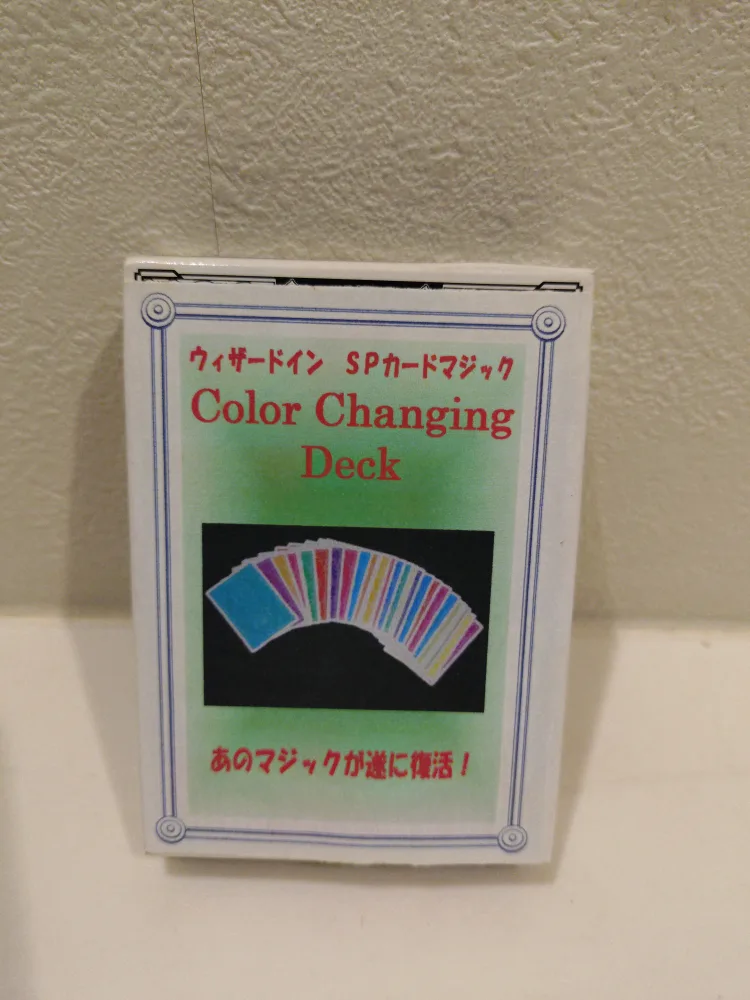 ウィザードイン　SPカードマジック
Color Changing
Deck
あのマジックが遂に復活！